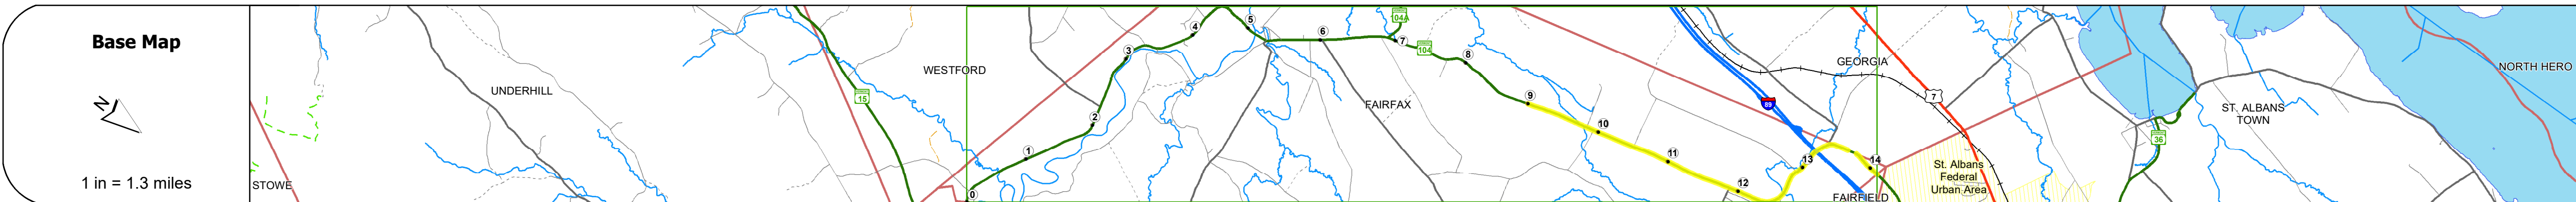 Base Map
N
1 in = 1.3 miles
STOWE
UNDERHILL
15
WESTFORD
0
1
2
3
4
5
6
7
104A
104
8
FAIRFAX
9
10
11
12
13
14
89
GEORGIA
7
FAIRFIELD
St. Albans
Federal
Urban Area
36
ST. ALBANS
TOWN
NORTH HERO